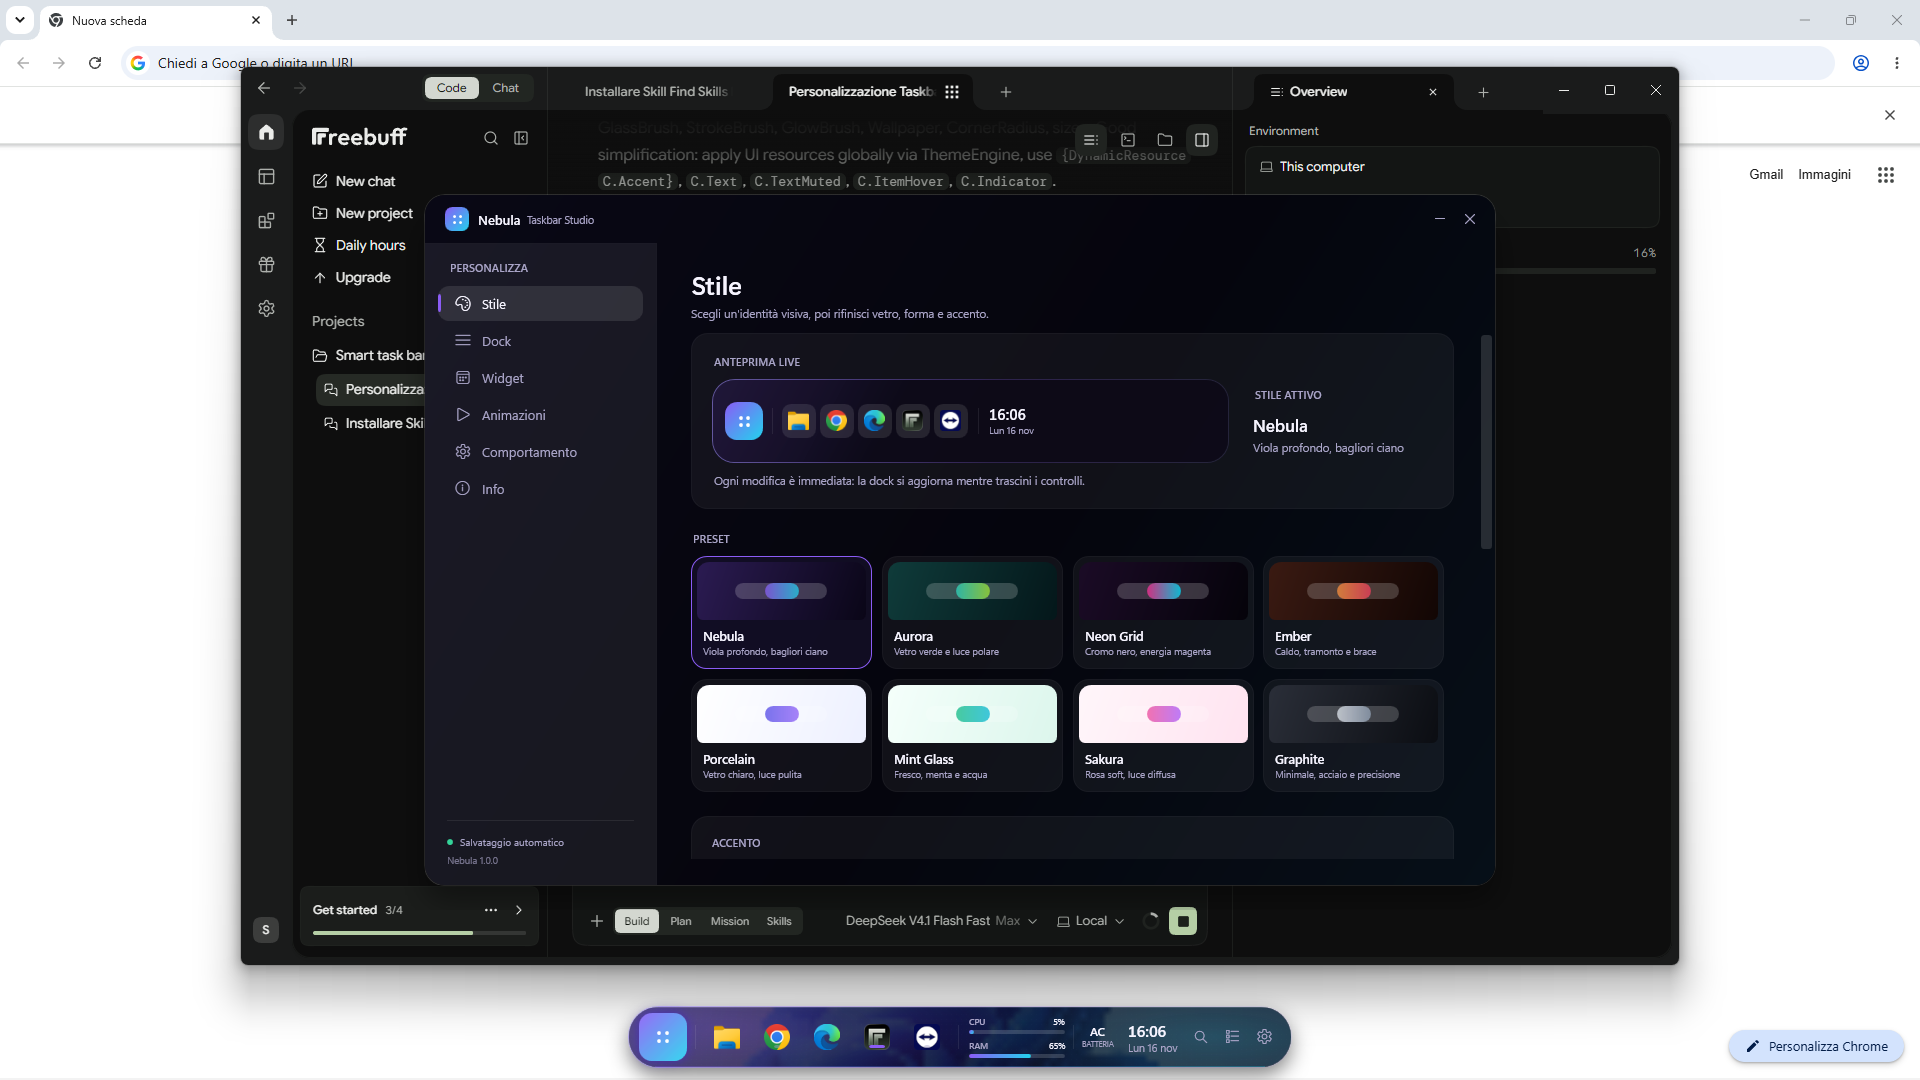 Nuova scheda
Chiedi a Google o digita un URL
Gmail
Immagini
Code
Chat
Installare Skill Find Skills
Personalizzazione Taskb
Overview
Freebuff
New chat
New project
Daily hours
Upgrade
Projects
Smart task bar
Personalizza
Installare Ski
Get started 3/4
S
GlassBrush, StrokeBrush, GlowBrush, Wallpaper, CornerRadius,
simplification: apply UI resources globally via ThemeEngine, use {DynamicResource
C.Accent}, C.Text, C.TextMuted, C.ItemHover, C.Indicator.
Environment
This computer
16%
Nebula Taskbar Studio
PERSONALIZZA
Stile
Dock
Widget
Animazioni
Comportamento
Info
Salvataggio automatico
Nebula 1.0.0
Stile
Scegli un'identità visiva, poi rifinisci vetro, forma e accento.
ANTEPRIMA LIVE
16:06
Lun 16 nov
STILE ATTIVO
Nebula
Viola profondo, bagliori ciano
Ogni modifica è immediata: la dock si aggiorna mentre trascini i controlli.
PRESET
Nebula
Viola profondo, bagliori ciano
Aurora
Vetro verde e luce polare
Neon Grid
Cromo nero, energia magenta
Ember
Caldo, tramonto e brace
Porcelain
Vetro chiaro, luce pulita
Mint Glass
Fresco, menta e acqua
Sakura
Rosa soft, luce diffusa
Graphite
Minimale, acciaio e precisione
ACCENTO
Build
Plan
Mission
Skills
DeepSeek V4.1 Flash Fast Max
Local
CPU 5%
RAM 65%
AC
BATTERIA
16:06
Lun 16 nov
Personalizza Chrome